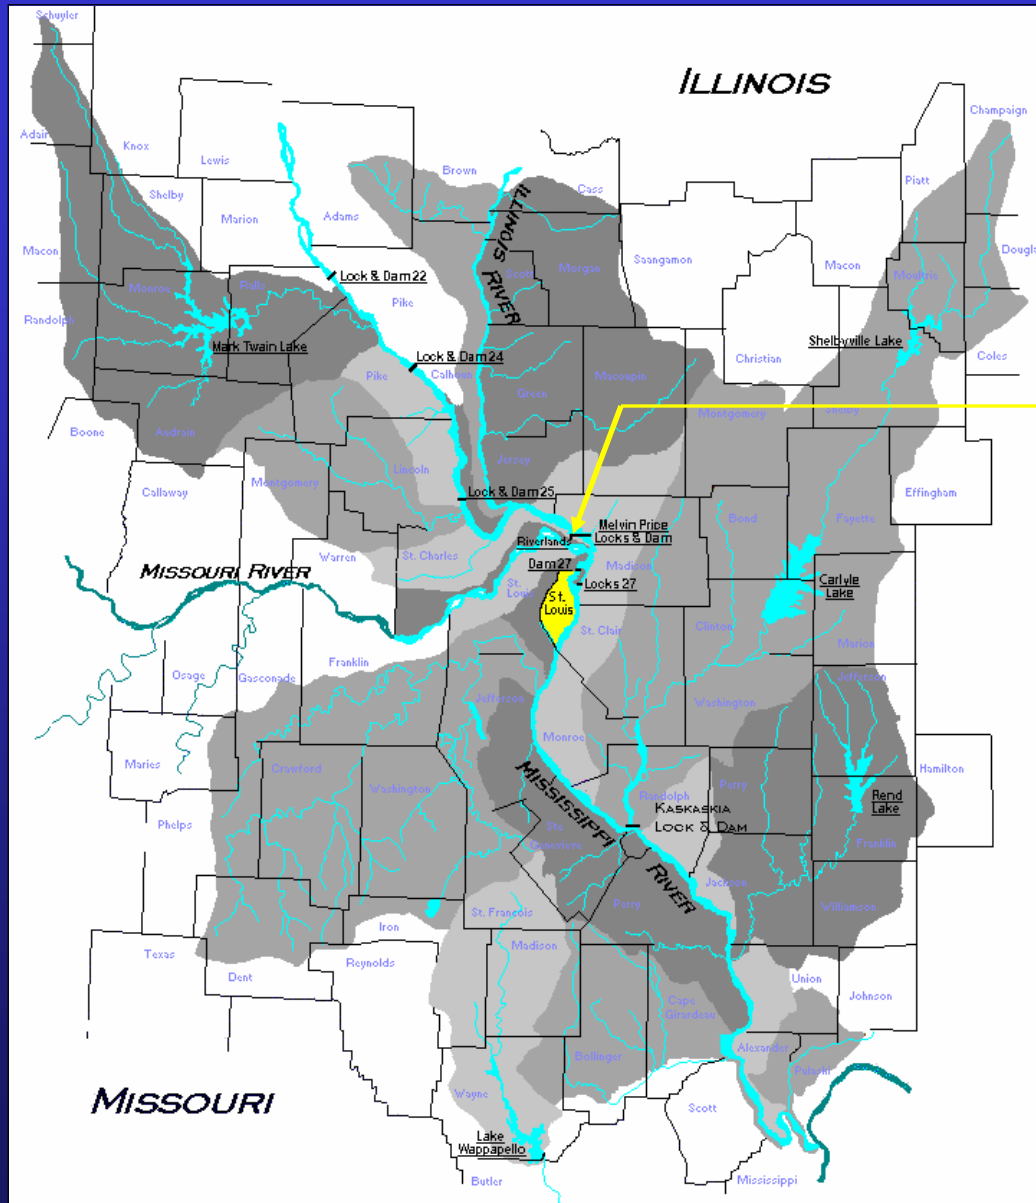 Schuyler
ILLINOIS
Champaign
Adair
Knox
Lewis
Brown
Cass
Piatt
Shelby
Marion
Adams
ILLINOIS
RIVER
Macon
Lock & Dam 22
Scott
Morgan
Saangamon
Macon
Moultrie
Dougla
Monroe
Ralls
Pike
Randolph
Mark Twain Lake
Shelbyville Lake
Lock & Dam 24
Christian
Coles
Pike
Calhoun
Macoupin
Green
Montgomery
Shelby
Boone
Audrain
Lincoln
Jersey
Callaway
Montgomery
Lock & Dam 25
Effingham
Bond
Fayette
Melvin Price
Locks & Dam
Riverlands
St. Charles
Warren
Dam 27
Madison
MISSOURI RIVER
St.
Louis
Locks 27
Carlyle
Lake
St.
Louis
St. Clair
Clinton
Marion
Franklin
Osage
Gasconade
Jefferson
Jefferson
Washington
Monroe
Maries
Crawford
Washington
MISSISSIPPI
RIVER
Perry
Hamilton
Randolph
Rend
Lake
Kaskaskia
Lock & Dam
Phelps
Ste
Genevieve
Franklin
Jackson
Perry
Williamson
St. Francois
Iron
Madison
Texas
Reynolds
Dent
Union
Johnson
Cape
Girardeau
Alexander
Bollinger
Pulaski
MISSOURI
Wayne
Scott
Lake
Wappapello
Butler
Mississippi